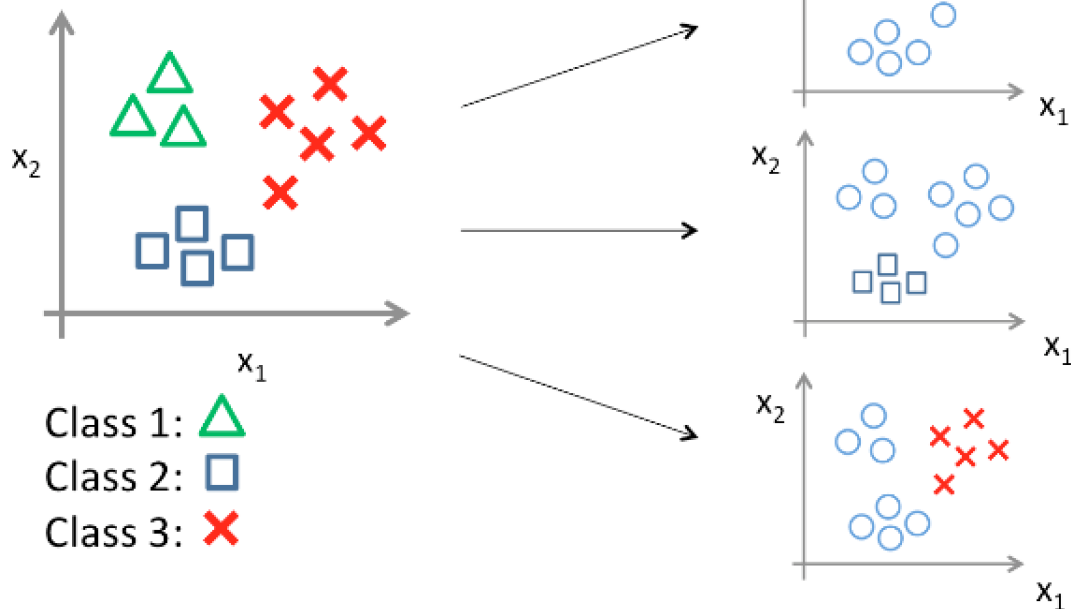 x₂
x₁
Class 1:
Class 2:
Class 3:
x₁
x₂
x₁
x₂
x₁